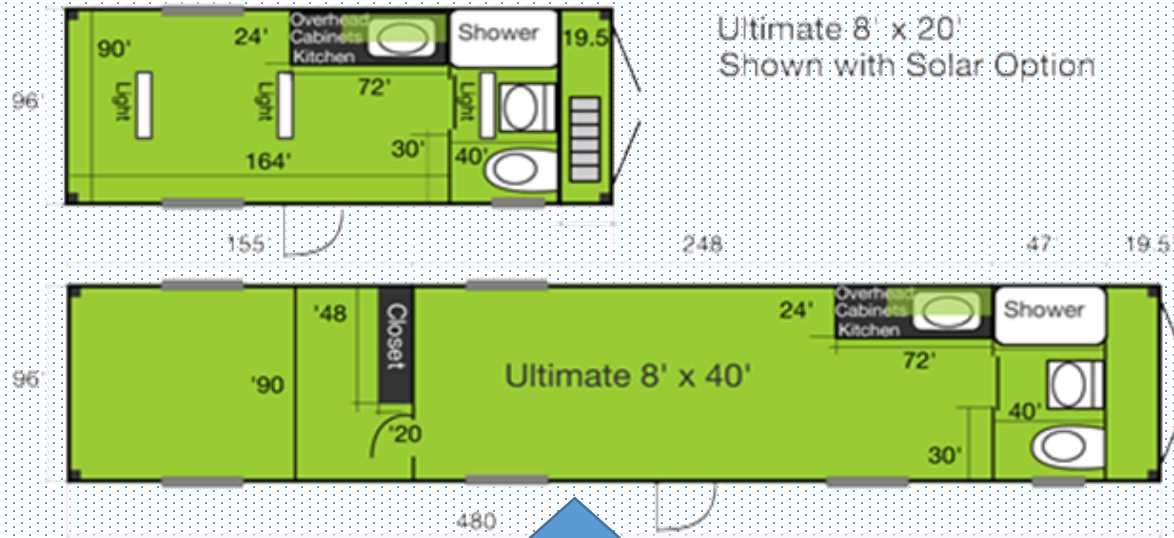 Ultimate 8' x 20'
Shown with Solar Option
Overhead
Cabinets
Kitchen
24'
90'
Shower
19.5
96'
Light
Light
Light
72'
164'
30'
40'
155'
248
47'
19.5'
Overhead
Cabinets
Kitchen
24'
'48
Closet
Shower
96'
'90
Ultimate 8' x 40'
72'
40'
'20
30'
480